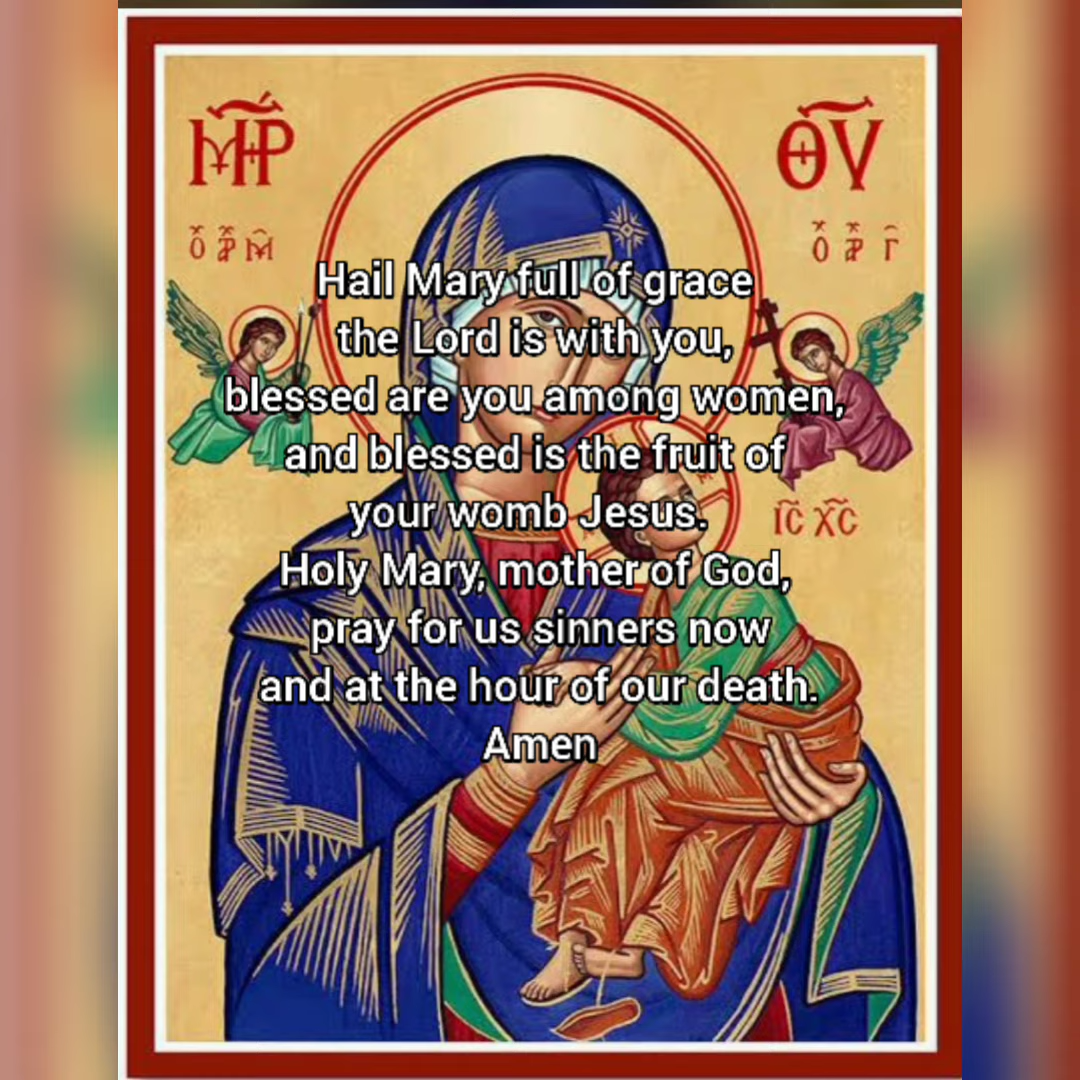 ΜΡ ΘΥ
Ο ΑΡ Μ Ο ΑΡ Γ
Hail Mary full of grace
the Lord is with you,
blessed are you among women,
and blessed is the fruit of
your womb Jesus.
IC XC
Holy Mary, mother of God,
pray for us sinners now
and at the hour of our death.
Amen